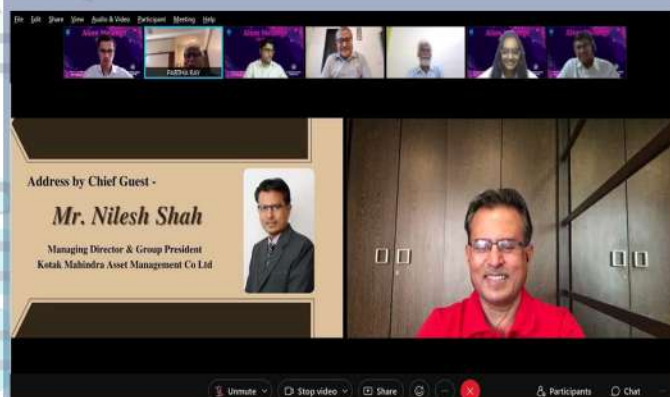 File Edit Share View Audio & Video Participant Meeting Help
PARTHA RAY
Address by Chief Guest -
Mr. Nilesh Shah
Managing Director & Group President
Kotak Mahindra Asset Management Co Ltd
Unmute
Stop video
Share
Participants
Chat